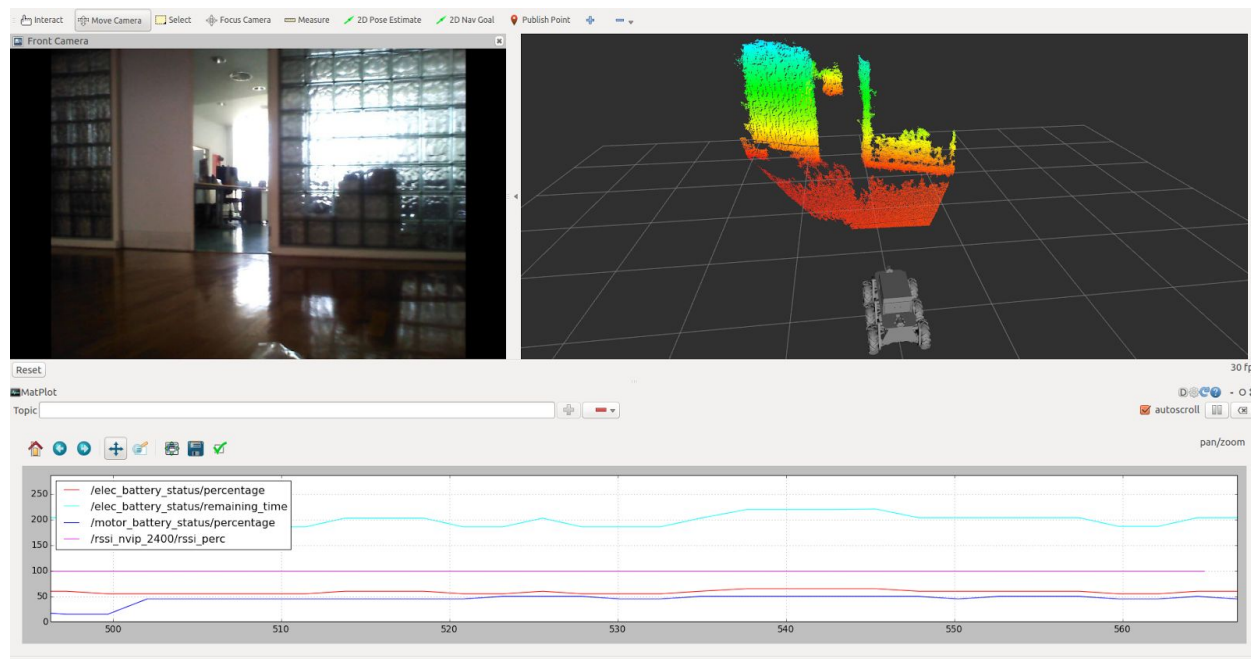 Interact Move Camera Select Focus Camera Measure 2D Pose Estimate 2D Nav Goal Publish Point
Front Camera
Reset
30 fp
MatPlot
D
- O
Topic
autoscroll
pan/zoom
/elec_battery_status/percentage
/elec_battery_status/remaining_time
/motor_battery_status/percentage
/rssi_nvip_2400/rssi_perc
250
200
150
100
50
0
500 510 520 530 540 550 560